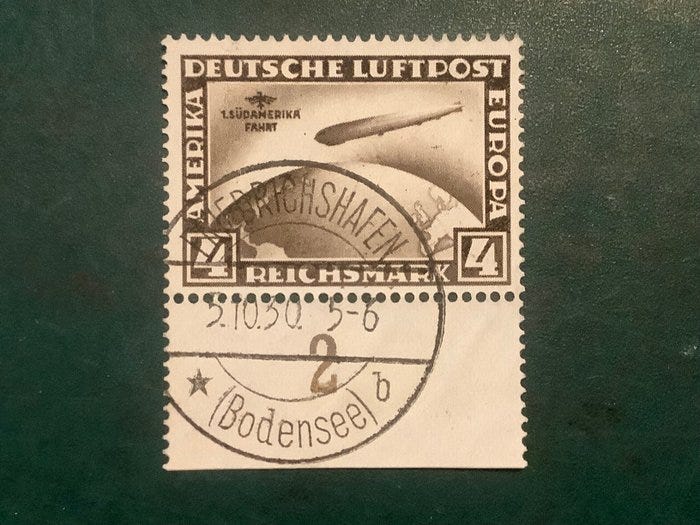 DEUTSCHE LUFTPOST
AMERIKA
EUROPA
1.SÜDAMERIKA
FAHRT
FRIEDRICHSHAFEN
4
REICHSMARK
4
5.10.30. 5-6
2
★
(Bodensee)
b